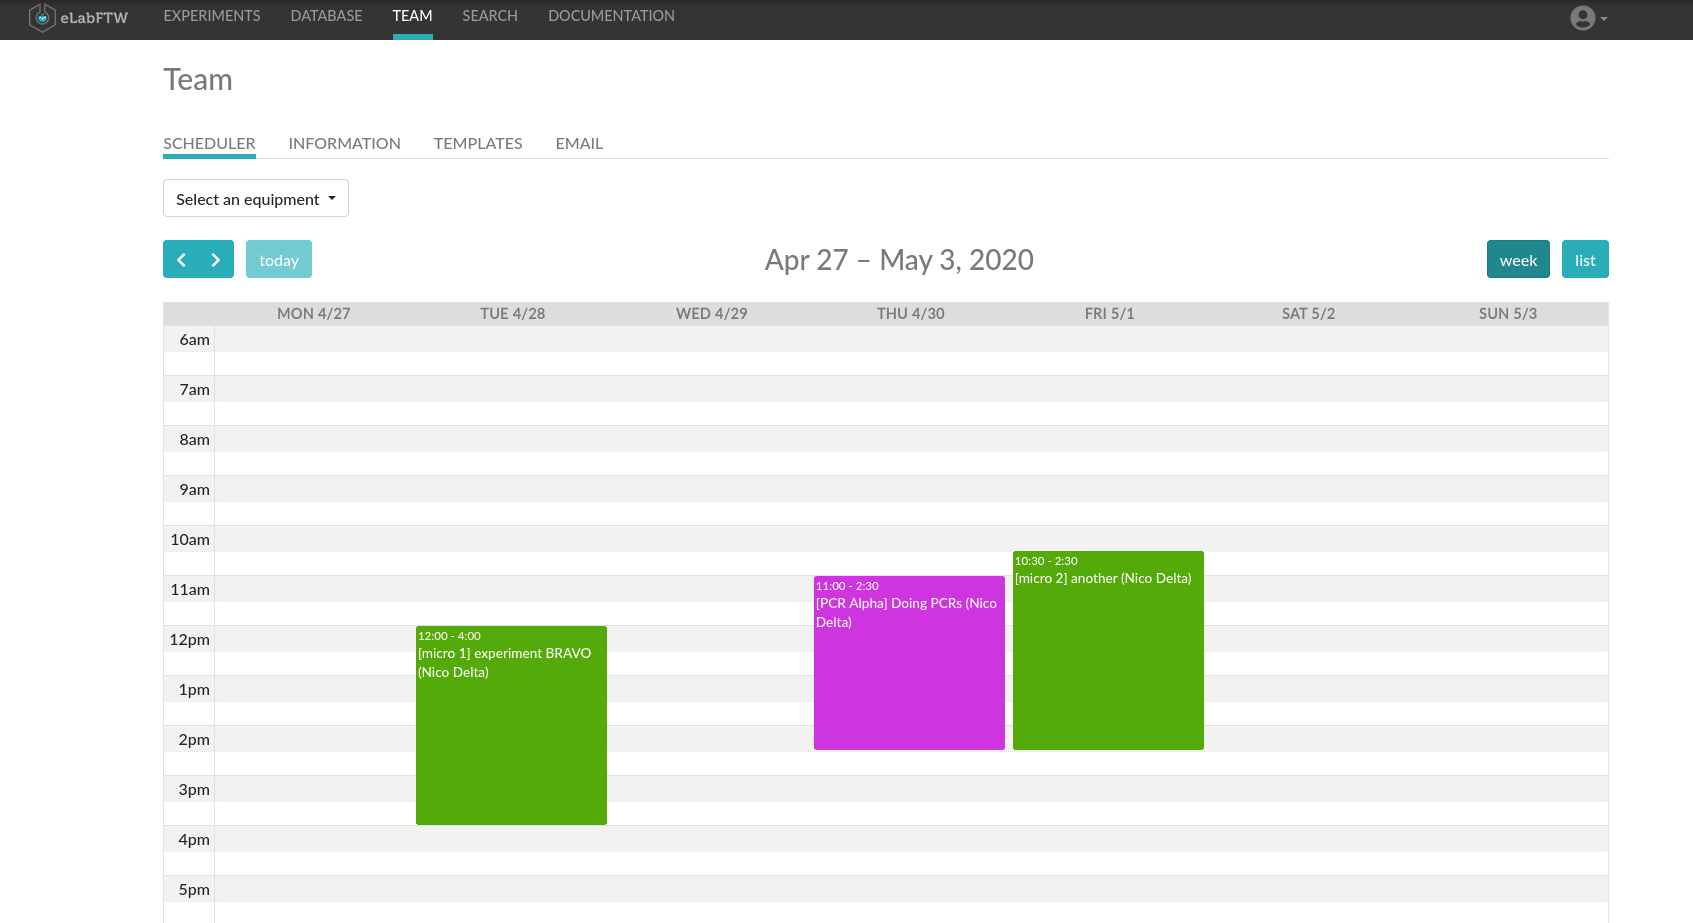 eLabFTW EXPERIMENTS DATABASE TEAM SEARCH DOCUMENTATION
Team
SCHEDULER INFORMATION TEMPLATES EMAIL
Select an equipment
today Apr 27 – May 3, 2020 week list
MON 4/27 TUE 4/28 WED 4/29 THU 4/30 FRI 5/1 SAT 5/2 SUN 5/3
6am
7am
8am
9am
10am
10:30 - 2:30
[micro 2] another (Nico Delta)
11am
11:00 - 2:30
[PCR Alpha] Doing PCRs (Nico
Delta)
12pm
12:00 - 4:00
[micro 1] experiment BRAVO
(Nico Delta)
1pm
2pm
3pm
4pm
5pm